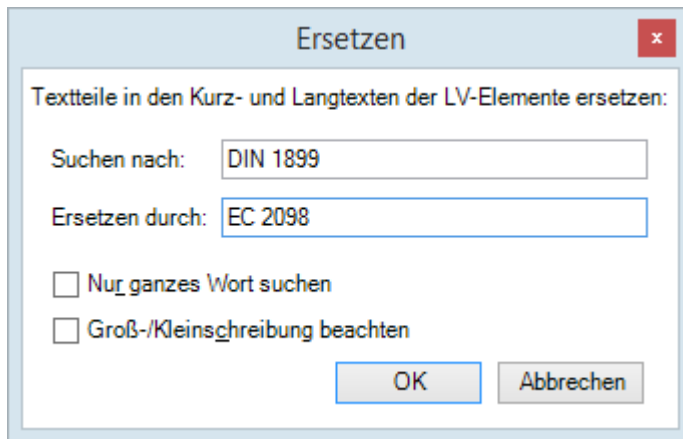 Ersetzen
x
Textteile in den Kurz- und Langtexten der LV-Elemente ersetzen:
Suchen nach: DIN 1899
Ersetzen durch: EC 2098
Nur ganzes Wort suchen
Groß-/Kleinschreibung beachten
OK Abbrechen